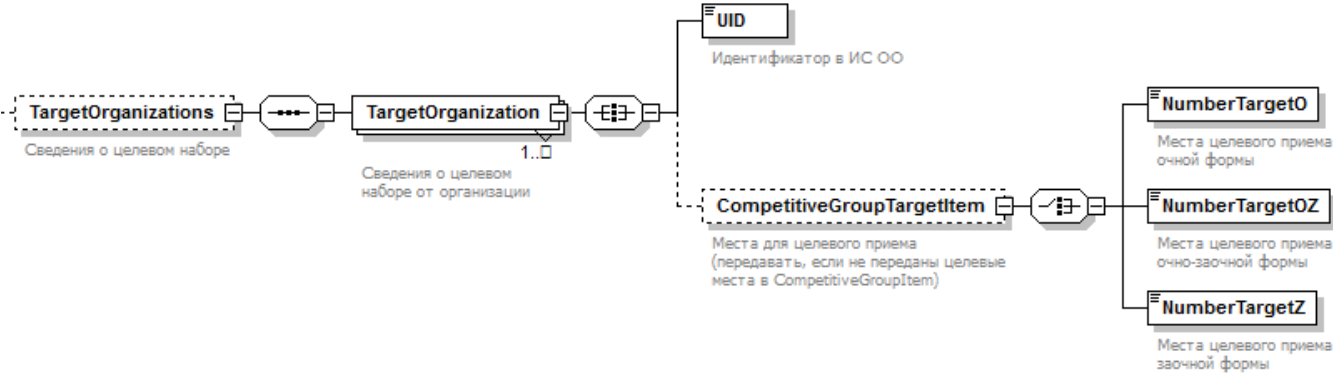 UID
Идентификатор в ИС ОО
TargetOrganizations
Сведения о целевом наборе
TargetOrganization
1..□
Сведения о целевом
наборе от организации
CompetitiveGroupTargetItem
Места для целевого приема
(передавать, если не переданы целевые
места в CompetitiveGroupItem)
NumberTargetO
Места целевого приема
очной формы
NumberTargetOZ
Места целевого приема
очно-заочной формы
NumberTargetZ
Места целевого приема
заочной формы